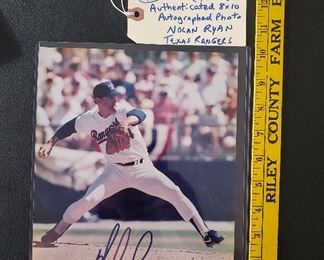 Authenticated 8x10
Autographed Photo
NOLAN RYAN
TEXAS RANGERS
Rangers
RILEY COUNTY FARM